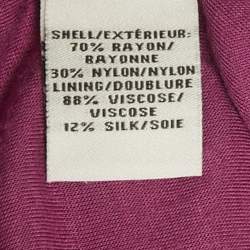 SHELL/EXTÉRIEUR:
70% RAYON/
RAYONNE
30% NYLON/NYLON
LINING/DOUBLURE
88% VISCOSE/
VISCOSE
12% SILK/SOIE